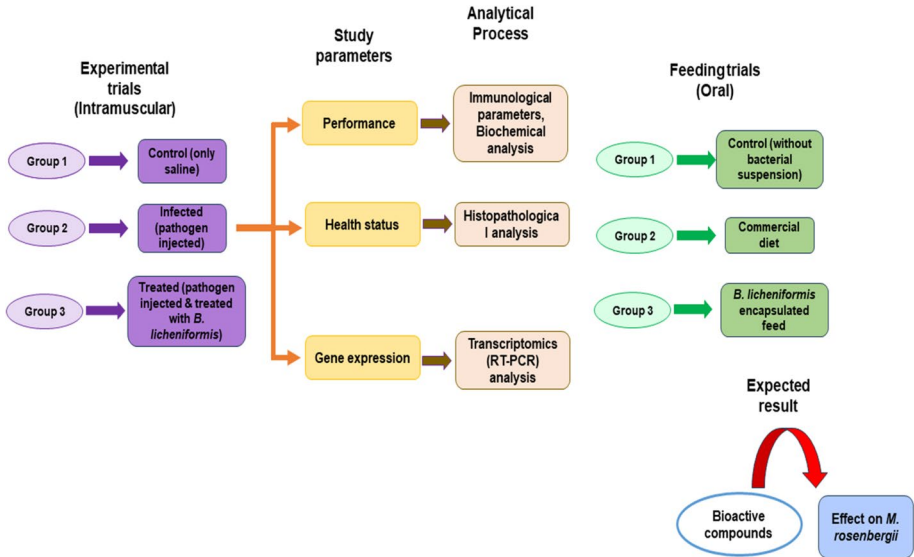 Experimental
trials
(Intramuscular)
Group 1
Control (only
saline)
Group 2
Infected
(pathogen
injected)
Group 3
Treated (pathogen
injected & treated
with B.
licheniformis)
Study
parameters
Performance
Health status
Gene expression
Analytical
Process
Immunological
parameters,
Biochemical
analysis
Histopathologica
l analysis
Transcriptomics
(RT-PCR)
analysis
Feedingtrials
(Oral)
Group 1
Control (without
bacterial
suspension)
Group 2
Commercial
diet
Group 3
B. licheniformis
encapsulated
feed
Expected
result
Bioactive
compounds
Effect on M.
rosenbergii